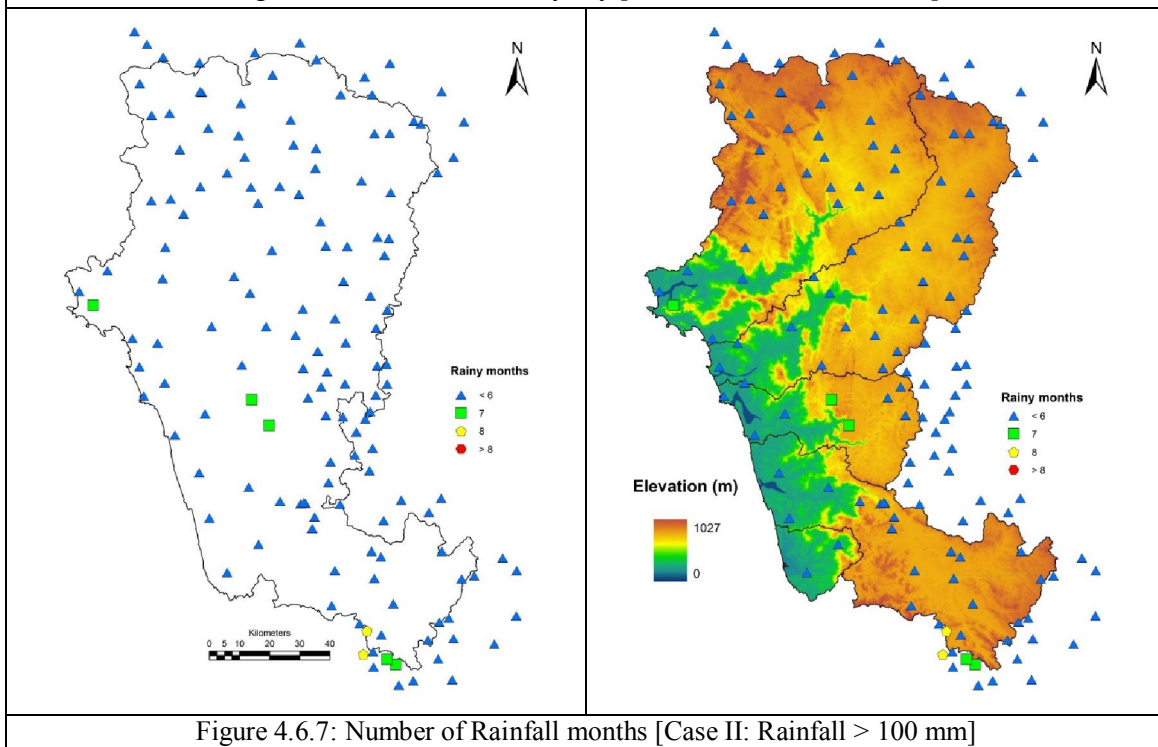 N
Rainy months
< 6
7
8
> 8
Kilometers
0 5 10 20 30 40
N
Rainy months
< 6
7
8
> 8
Elevation (m)
1027
0
Figure 4.6.7: Number of Rainfall months [Case II: Rainfall > 100 mm]